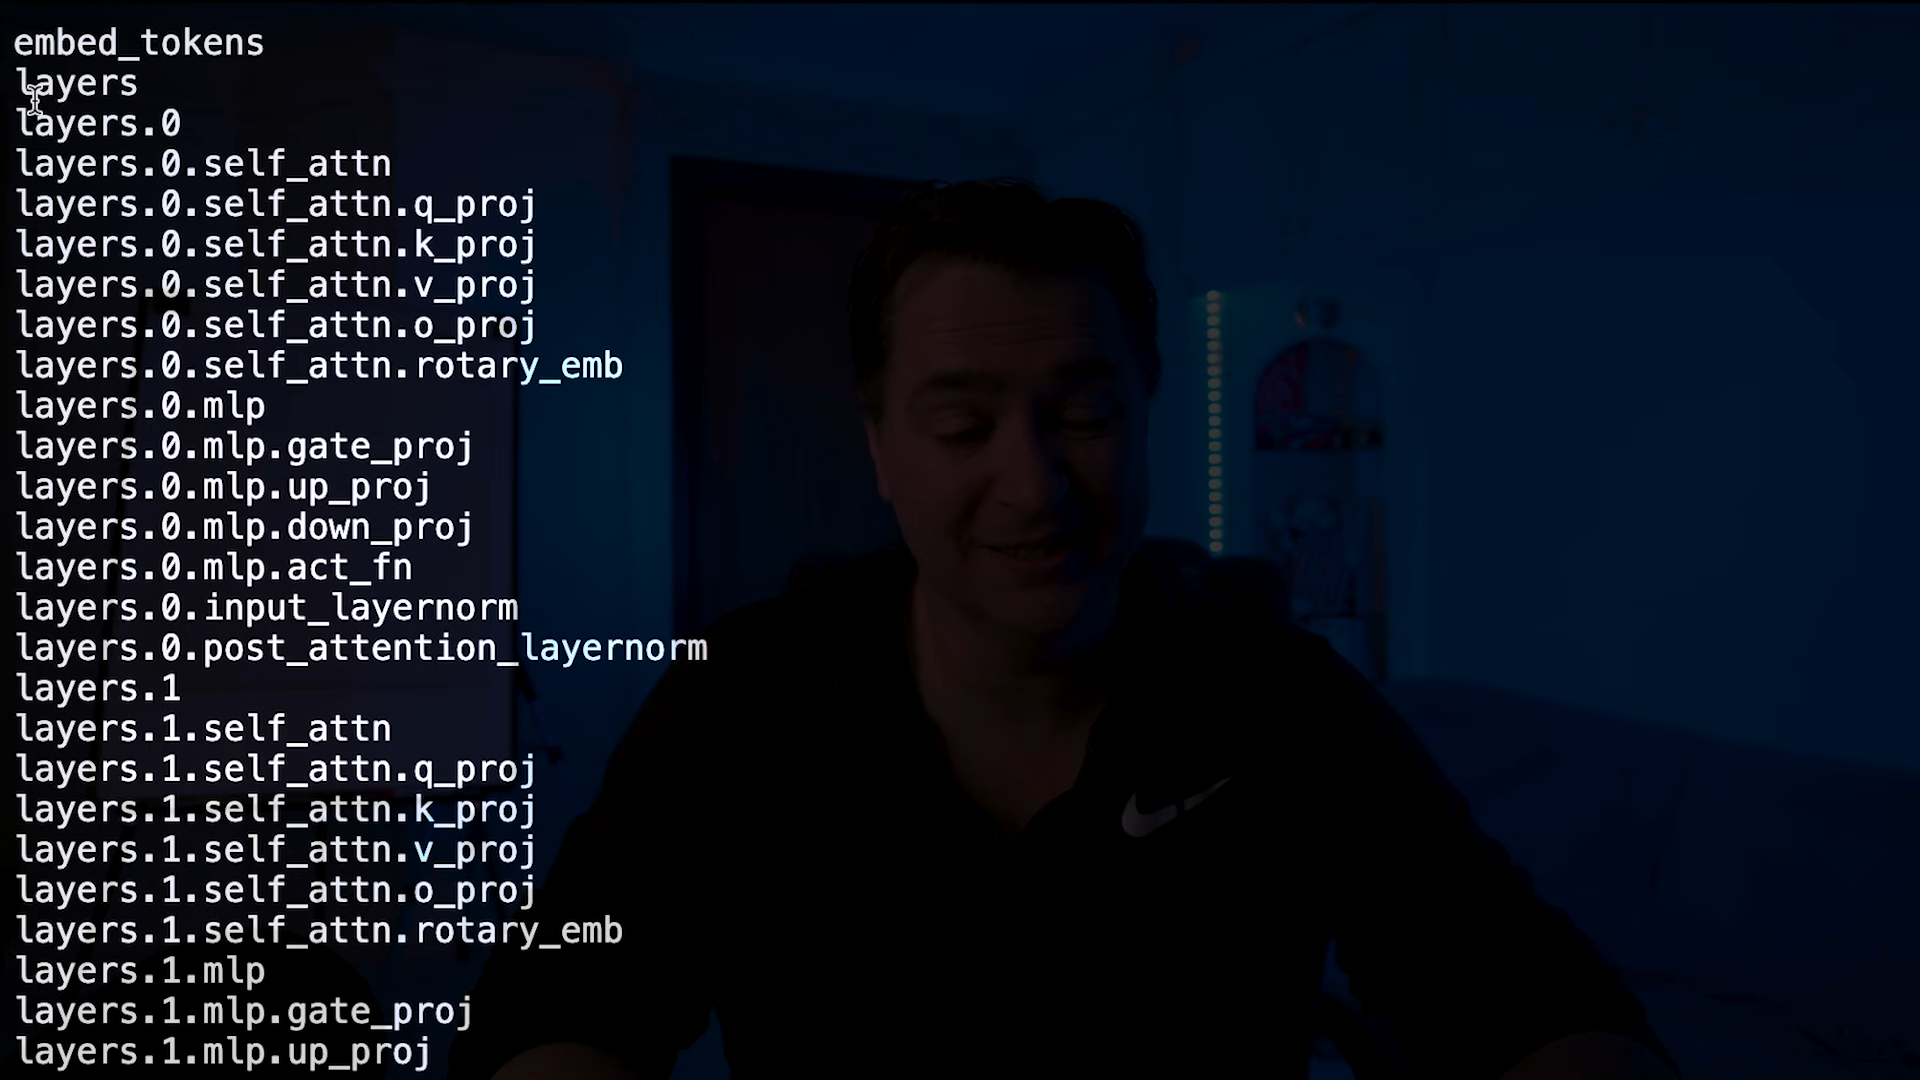 embed_tokens
layers
layers.0
layers.0.self_attn
layers.0.self_attn.q_proj
layers.0.self_attn.k_proj
layers.0.self_attn.v_proj
layers.0.self_attn.o_proj
layers.0.self_attn.rotary_emb
layers.0.mlp
layers.0.mlp.gate_proj
layers.0.mlp.up_proj
layers.0.mlp.down_proj
layers.0.mlp.act_fn
layers.0.input_layernorm
layers.0.post_attention_layernorm
layers.1
layers.1.self_attn
layers.1.self_attn.q_proj
layers.1.self_attn.k_proj
layers.1.self_attn.v_proj
layers.1.self_attn.o_proj
layers.1.self_attn.rotary_emb
layers.1.mlp
layers.1.mlp.gate_proj
layers.1.mlp.up_proj